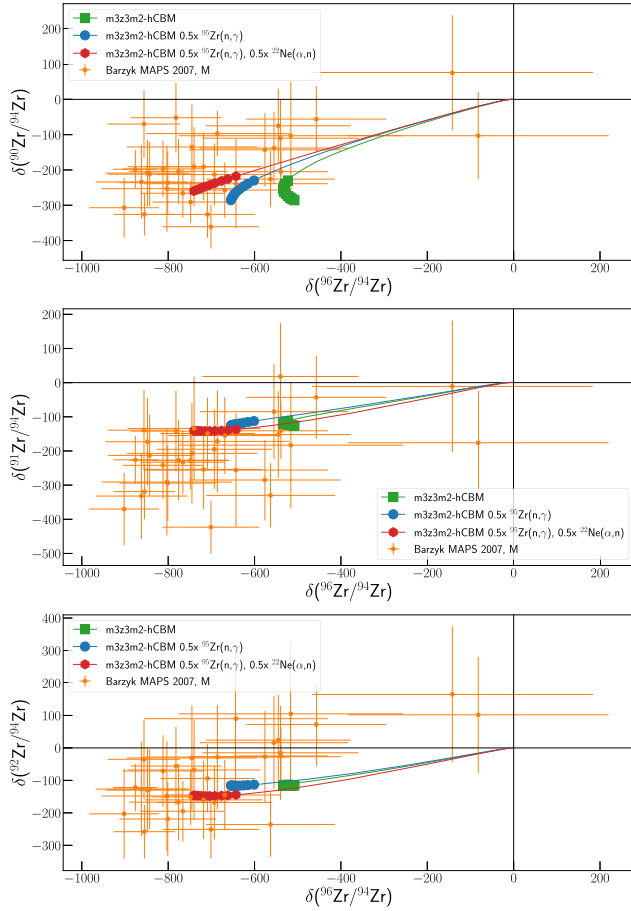 m3z3m2-hCBM
m3z3m2-hCBM 0.5x ⁹⁵Zr(n,γ)
m3z3m2-hCBM 0.5x ⁹⁵Zr(n,γ), 0.5x ²²Ne(α,n)
Barzyk MAPS 2007, M
δ(⁹⁰Zr/⁹⁴Zr)
200
100
0
−100
−200
−300
−400
−1000
−800
−600
−400
−200
0
200
δ(⁹⁶Zr/⁹⁴Zr)
δ(⁹¹Zr/⁹⁴Zr)
200
100
0
−100
−200
−300
−400
−500
m3z3m2-hCBM
m3z3m2-hCBM 0.5x ⁹⁵Zr(n,γ)
m3z3m2-hCBM 0.5x ⁹⁵Zr(n,γ), 0.5x ²²Ne(α,n)
Barzyk MAPS 2007, M
−1000
−800
−600
−400
−200
0
200
δ(⁹⁶Zr/⁹⁴Zr)
m3z3m2-hCBM
m3z3m2-hCBM 0.5x ⁹⁵Zr(n,γ)
m3z3m2-hCBM 0.5x ⁹⁵Zr(n,γ), 0.5x ²²Ne(α,n)
Barzyk MAPS 2007, M
δ(⁹²Zr/⁹⁴Zr)
400
300
200
100
0
−100
−200
−300
−1000
−800
−600
−400
−200
0
200
δ(⁹⁶Zr/⁹⁴Zr)